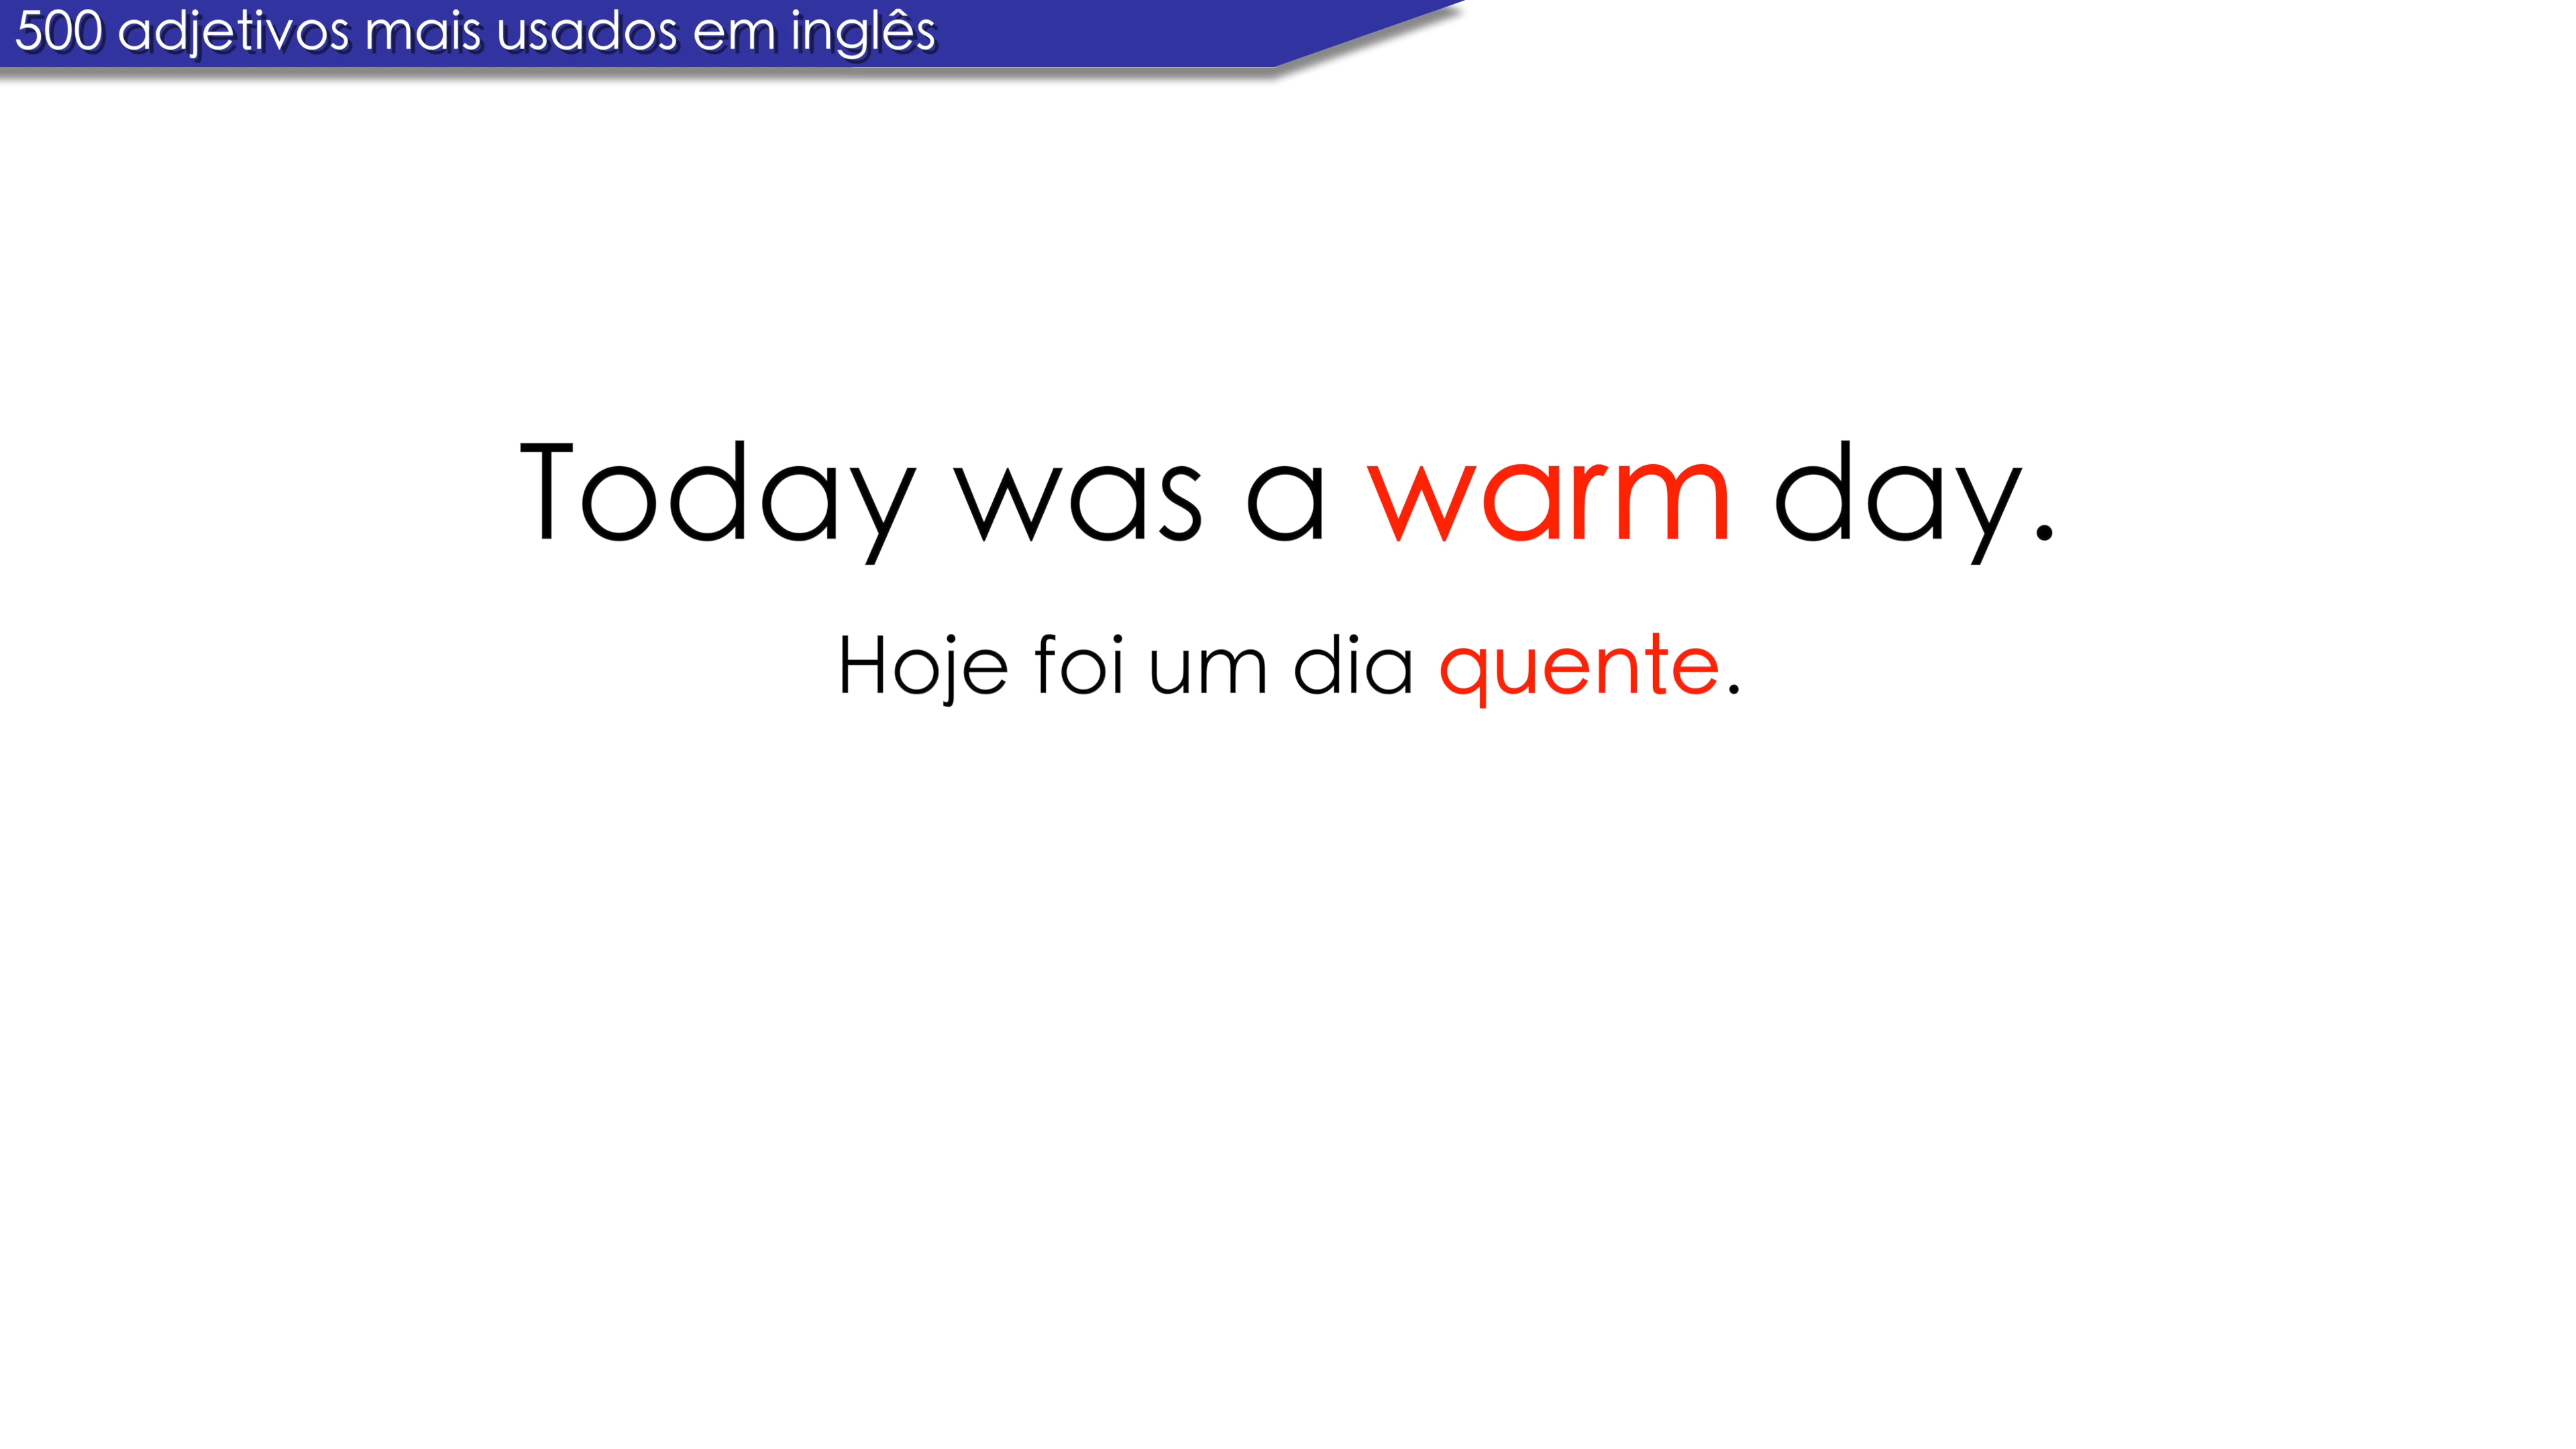 500 adjetivos mais usados em inglês
Today was a warm day.
Hoje foi um dia quente.